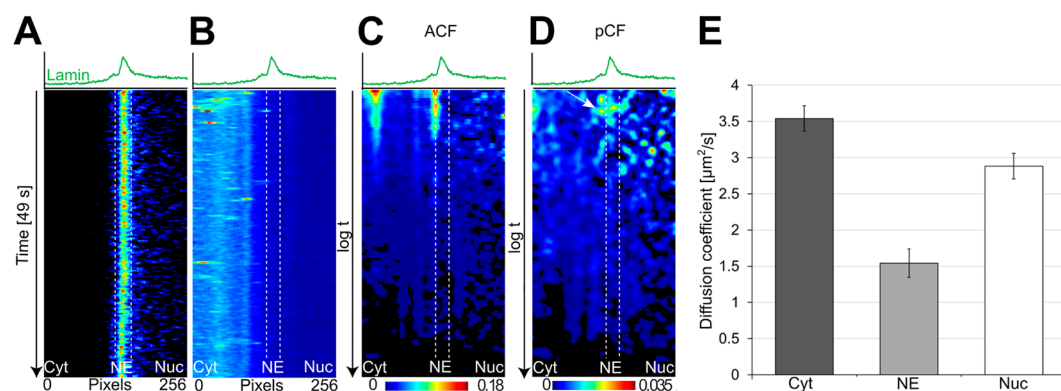 A
B
C
ACF
D
pCF
E
Lamin
Time [49 s]
Cyt
NE
Nuc
0
Pixels
256
Cyt
NE
Nuc
0
Pixels
256
log t
Cyt
NE
Nuc
0
0.18
log t
Cyt
NE
Nuc
0
0.035
Diffusion coefficient [µm²/s]
4
3.5
3
2.5
2
1.5
1
0.5
0
Cyt
NE
Nuc